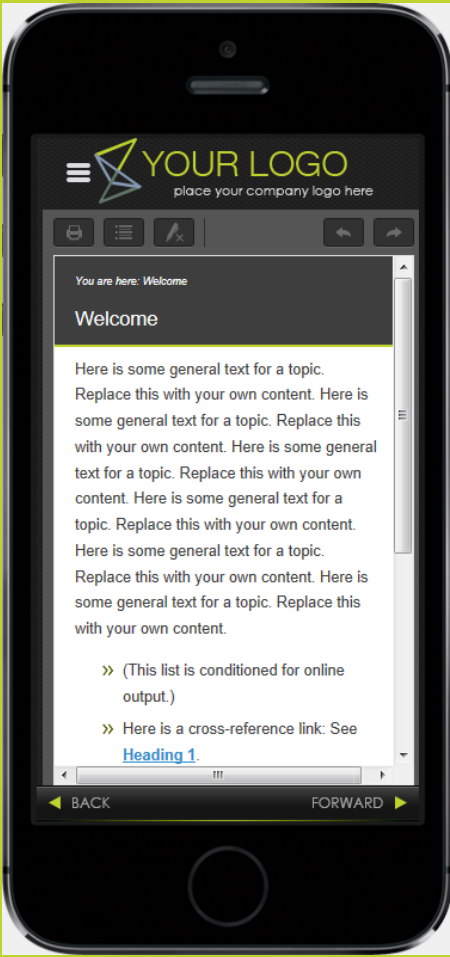 YOUR LOGO
place your company logo here
You are here: Welcome
Welcome
Here is some general text for a topic.
Replace this with your own content. Here is
some general text for a topic. Replace this
with your own content. Here is some general
text for a topic. Replace this with your own
content. Here is some general text for a
topic. Replace this with your own content.
Here is some general text for a topic.
Replace this with your own content. Here is
some general text for a topic. Replace this
with your own content.
(This list is conditioned for online
output.)
Here is a cross-reference link: See
Heading 1.
BACK FORWARD